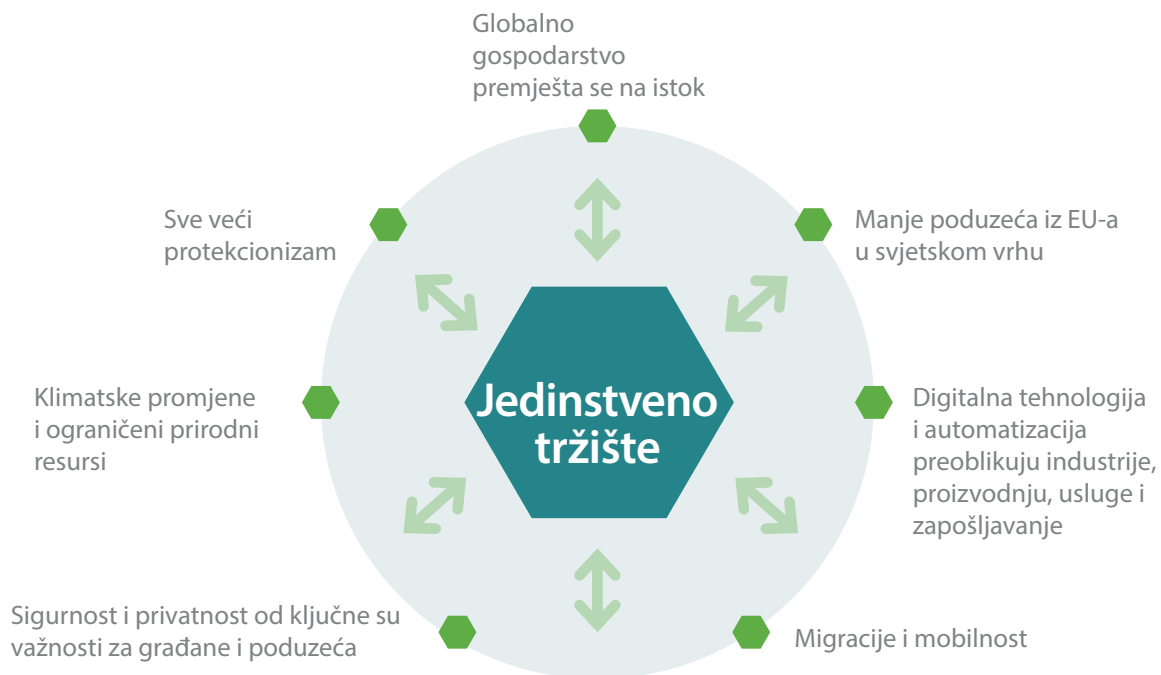 Globalno
gospodarstvo
premješta se na istok
Sve veći
protekcionizam
Manje poduzeća iz EU-a
u svjetskom vrhu
Klimatske promjene
i ograničeni prirodni
resursi
Jedinstveno
tržište
Digitalna tehnologija
i automatizacija
preoblikuju industrije,
proizvodnju, usluge i
zapošljavanje
Sigurnost i privatnost od ključne su
važnosti za građane i poduzeća
Migracije i mobilnost